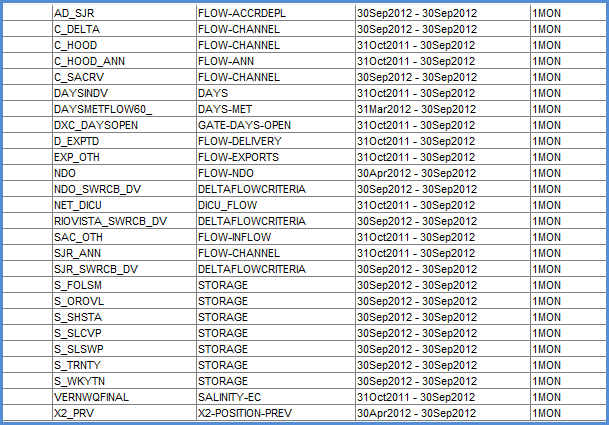 AD_SJR FLOW-ACCRDEPL 30Sep2012 - 30Sep2012 1MON
C_DELTA FLOW-CHANNEL 30Sep2012 - 30Sep2012 1MON
C_HOOD FLOW-CHANNEL 31Oct2011 - 30Sep2012 1MON
C_HOOD_ANN FLOW-ANN 31Oct2011 - 30Sep2012 1MON
C_SACRV FLOW-CHANNEL 30Sep2012 - 30Sep2012 1MON
DAYSINDV DAYS 31Oct2011 - 30Sep2012 1MON
DAYSMETFLOW60_ DAYS-MET 31Mar2012 - 30Sep2012 1MON
DXC_DAYSOPEN GATE-DAYS-OPEN 31Oct2011 - 30Sep2012 1MON
D_EXPTD FLOW-DELIVERY 31Oct2011 - 30Sep2012 1MON
EXP_OTH FLOW-EXPORTS 31Oct2011 - 30Sep2012 1MON
NDO FLOW-NDO 30Apr2012 - 30Sep2012 1MON
NDO_SWRCB_DV DELTAFLOWCRITERIA 30Sep2012 - 30Sep2012 1MON
NET_DICU DICU_FLOW 31Oct2011 - 30Sep2012 1MON
RIOVISTA_SWRCB_DV DELTAFLOWCRITERIA 30Sep2012 - 30Sep2012 1MON
SAC_OTH FLOW-INFLOW 31Oct2011 - 30Sep2012 1MON
SJR_ANN FLOW-CHANNEL 31Oct2011 - 30Sep2012 1MON
SJR_SWRCB_DV DELTAFLOWCRITERIA 30Sep2012 - 30Sep2012 1MON
S_FOLSM STORAGE 30Sep2012 - 30Sep2012 1MON
S_OROVL STORAGE 30Sep2012 - 30Sep2012 1MON
S_SHSTA STORAGE 30Sep2012 - 30Sep2012 1MON
S_SLCVP STORAGE 30Sep2012 - 30Sep2012 1MON
S_SLSWP STORAGE 30Sep2012 - 30Sep2012 1MON
S_TRNTY STORAGE 30Sep2012 - 30Sep2012 1MON
S_WKYTN STORAGE 30Sep2012 - 30Sep2012 1MON
VERNWQFINAL SALINITY-EC 31Oct2011 - 30Sep2012 1MON
X2_PRV X2-POSITION-PREV 30Apr2012 - 30Sep2012 1MON